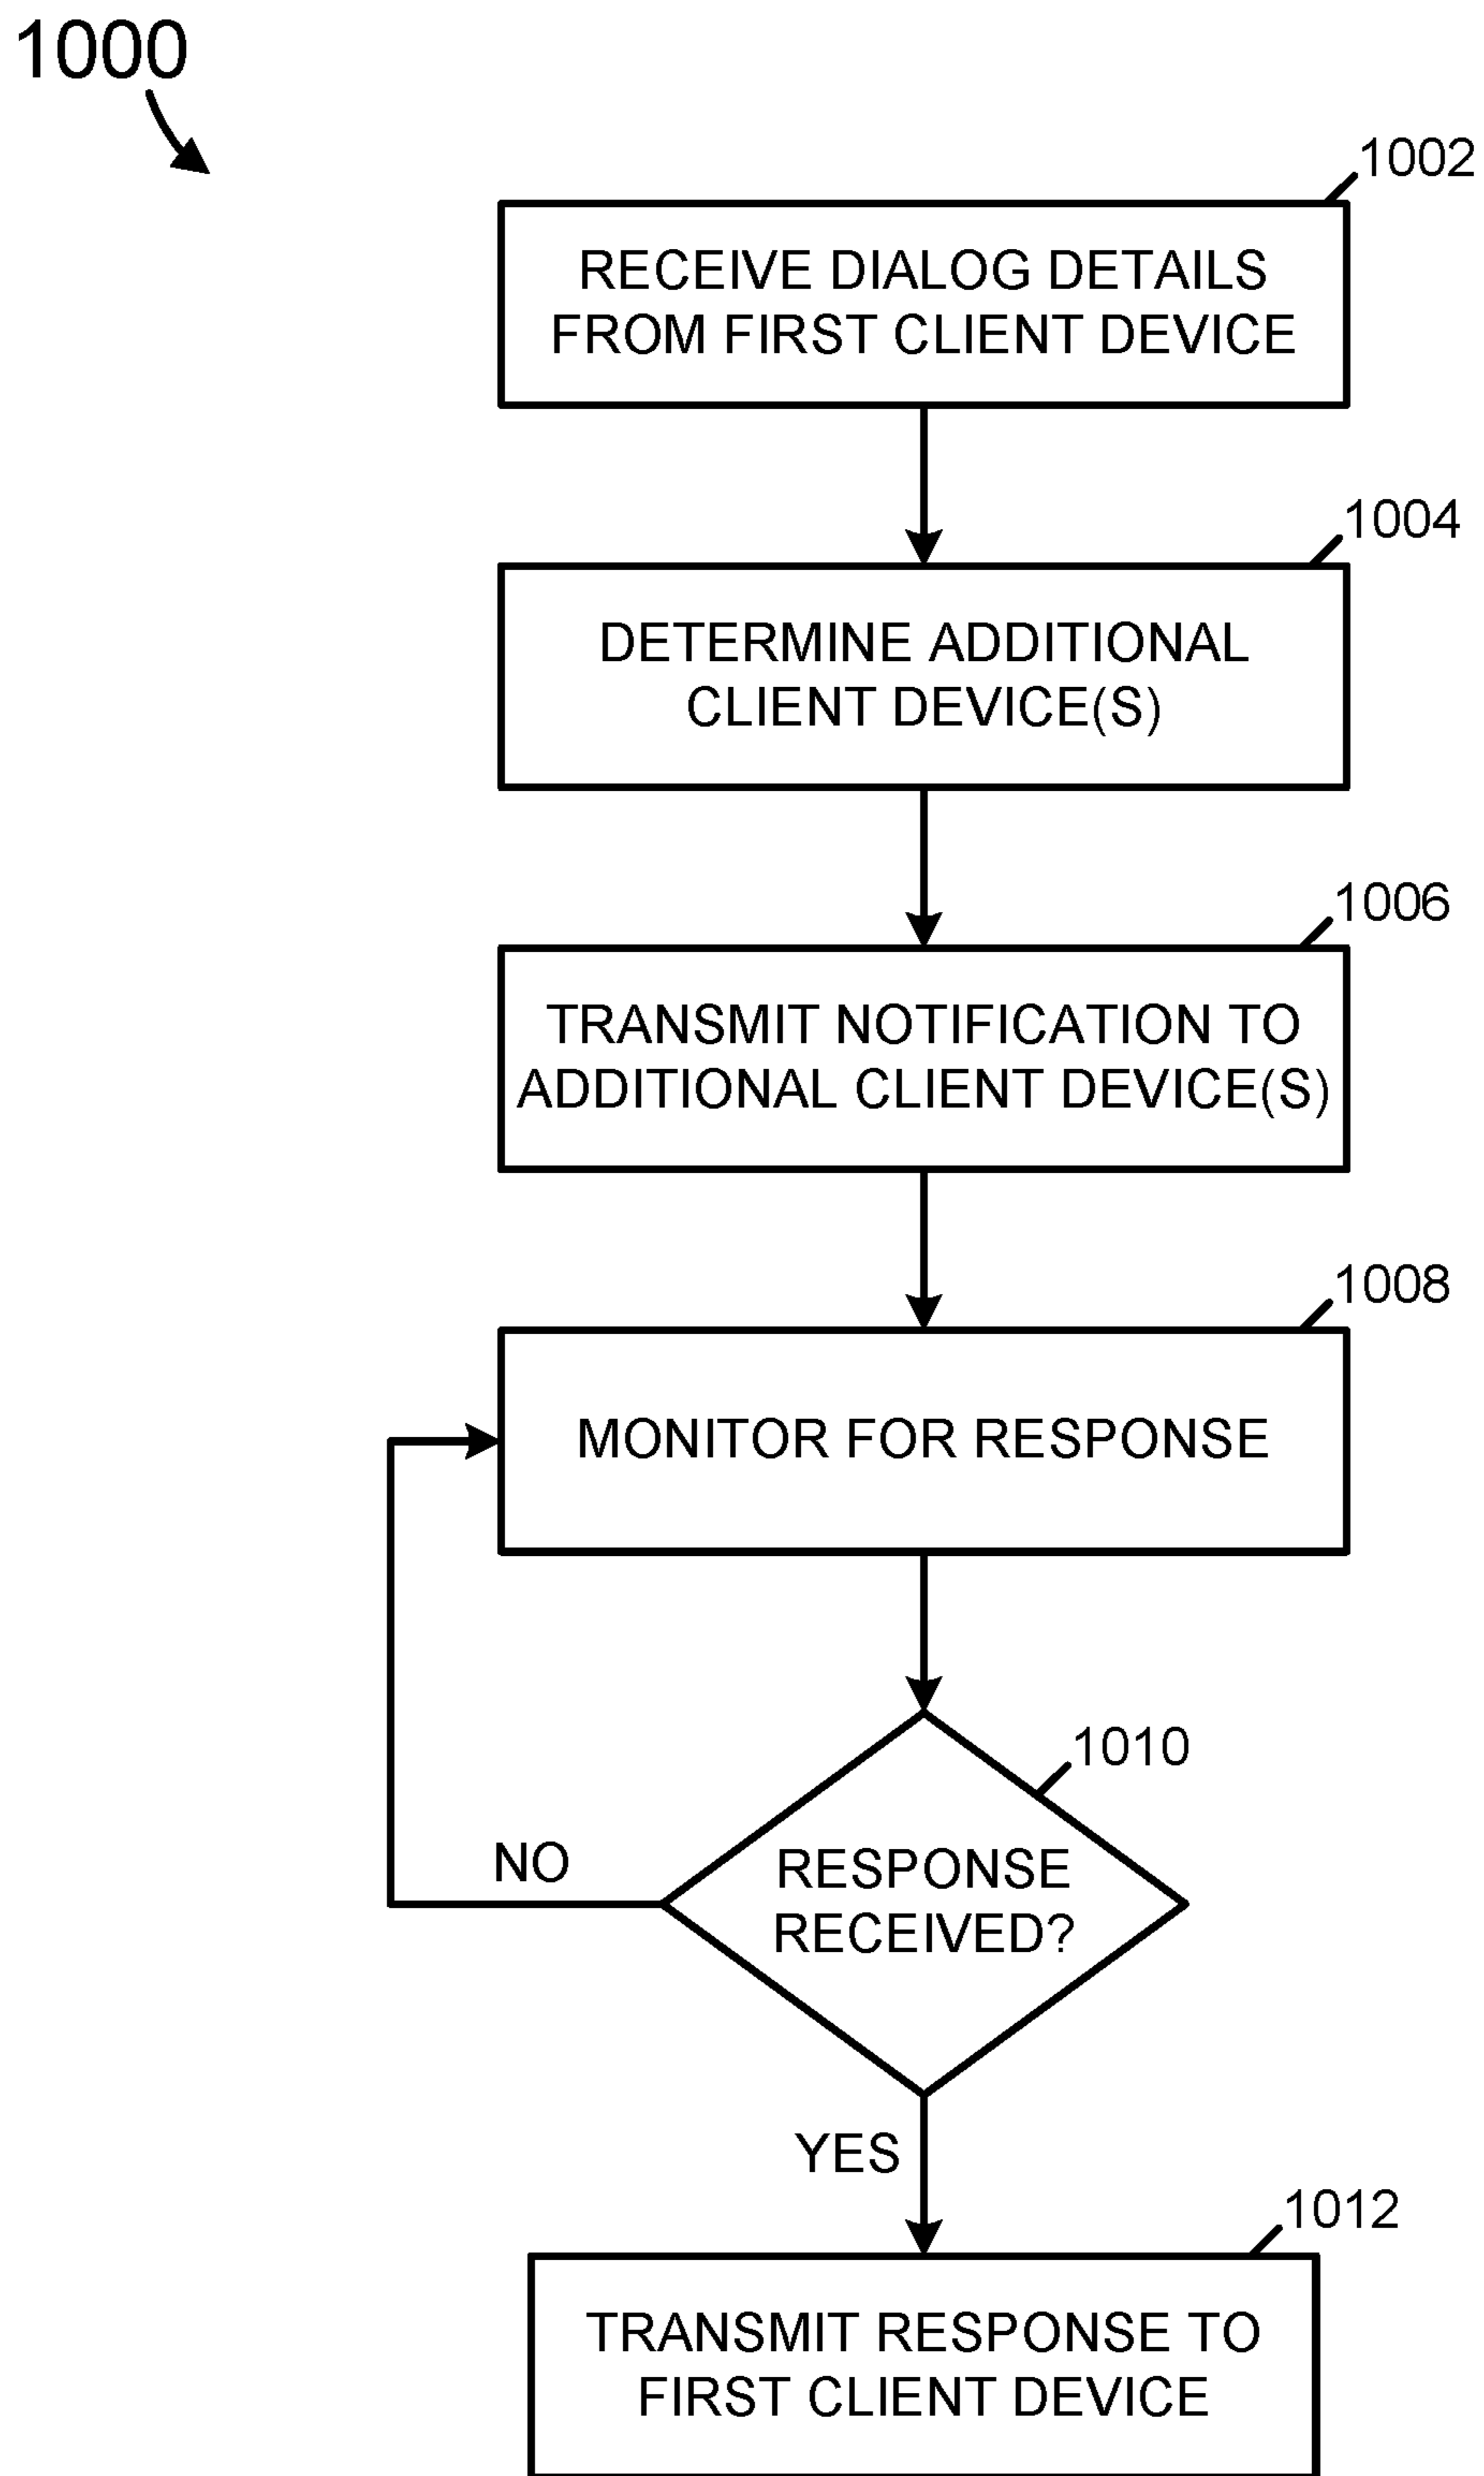 1000
1002
RECEIVE DIALOG DETAILS
FROM FIRST CLIENT DEVICE
1004
DETERMINE ADDITIONAL
CLIENT DEVICE(S)
1006
TRANSMIT NOTIFICATION TO
ADDITIONAL CLIENT DEVICE(S)
1008
MONITOR FOR RESPONSE
1010
RESPONSE
RECEIVED?
NO
YES
1012
TRANSMIT RESPONSE TO
FIRST CLIENT DEVICE